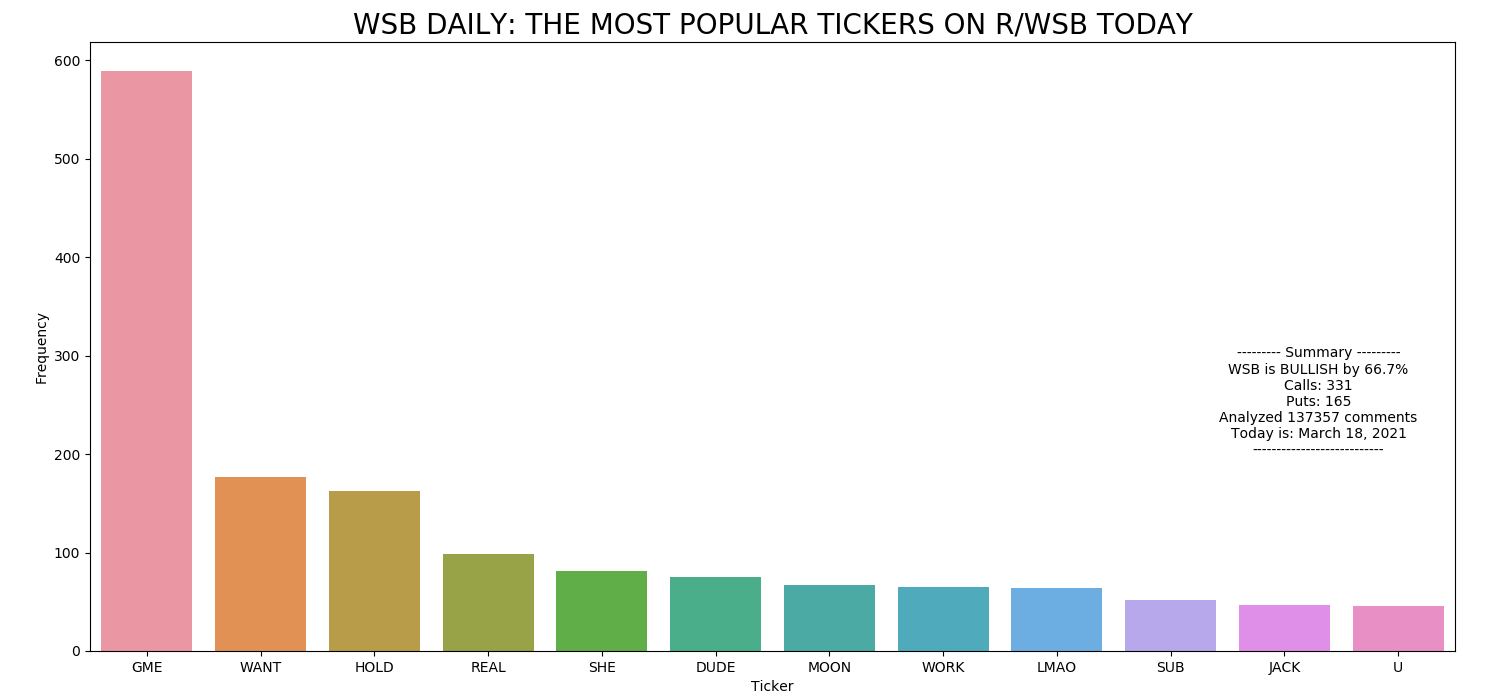 WSB DAILY: THE MOST POPULAR TICKERS ON R/WSB TODAY
600
500
400
300
200
100
0
Frequency
--------- Summary ---------
WSB is BULLISH by 66.7%
Calls: 331
Puts: 165
Analyzed 137357 comments
Today is: March 18, 2021
---------------------------
GME WANT HOLD REAL SHE DUDE MOON WORK LMAO SUB JACK U
Ticker